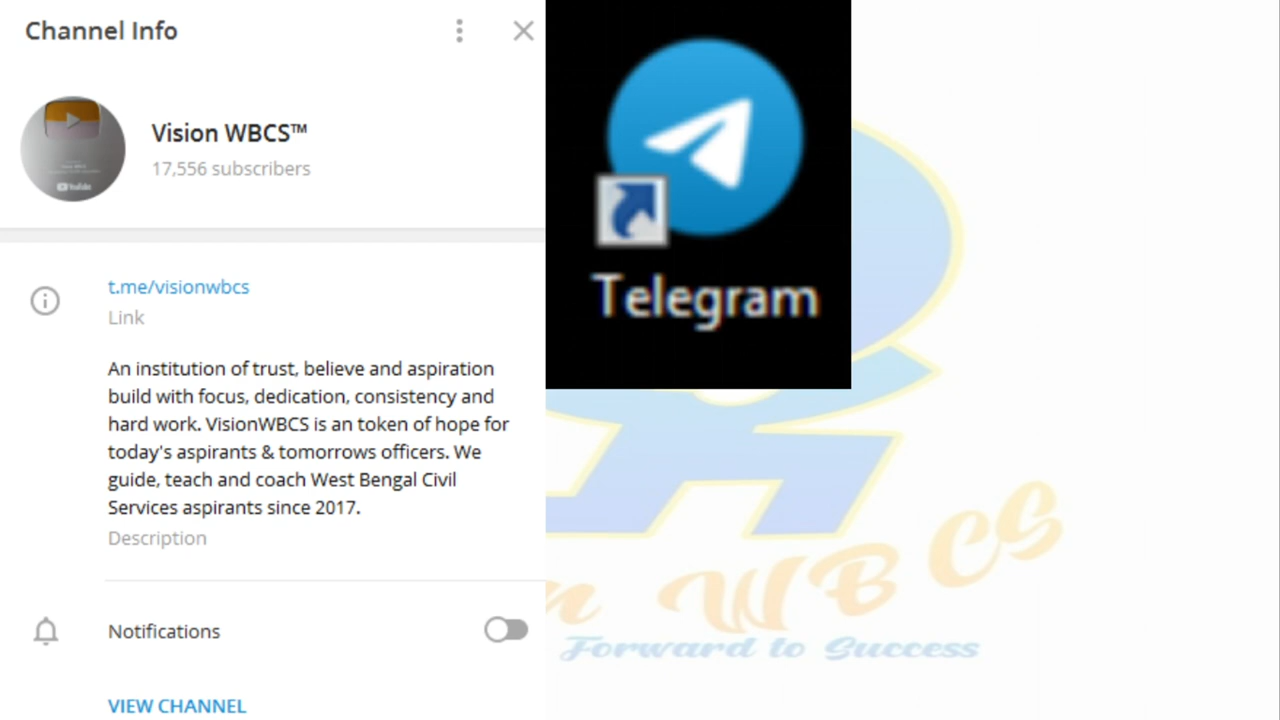 Channel Info
Vision WBCS™
17,556 subscribers
t.me/visionwbcs
Link
An institution of trust, believe and aspiration
build with focus, dedication, consistency and
hard work. VisionWBCS is an token of hope for
today's aspirants & tomorrows officers. We
guide, teach and coach West Bengal Civil
Services aspirants since 2017.
Description
Notifications
VIEW CHANNEL
Telegram
n WBCS
Forward to Success
YouTube